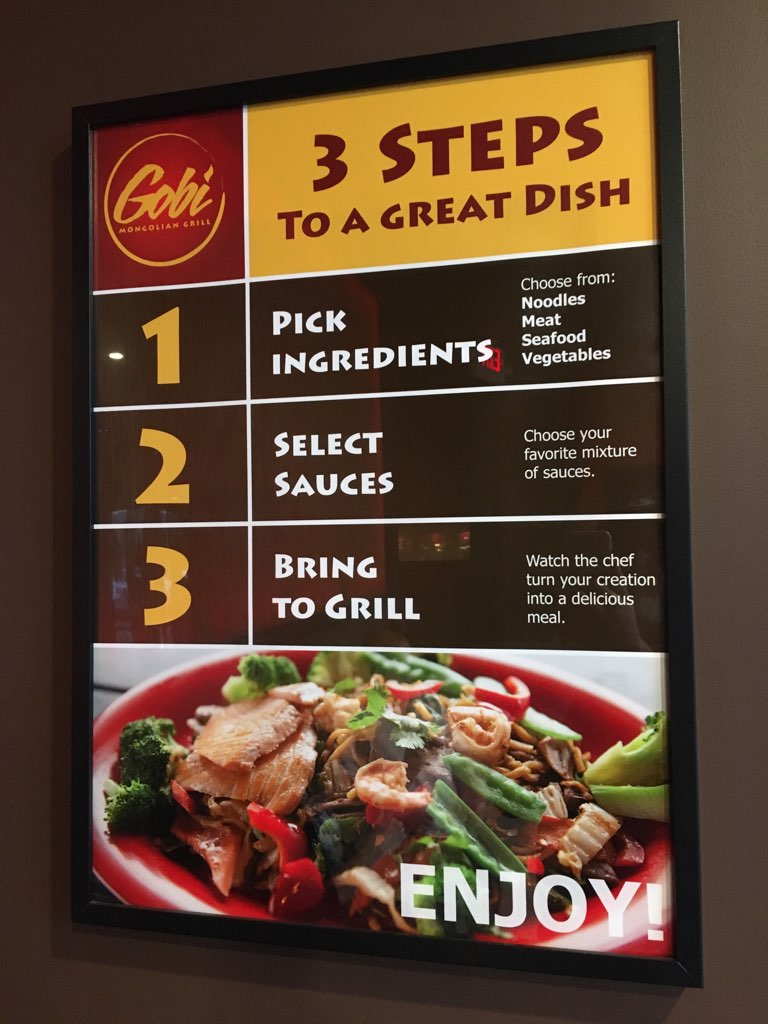 Gobi
MONGOLIAN GRILL
3 STEPS
TO A GREAT DISH
1
PICK
INGREDIENTS
Choose from:
Noodles
Meat
Seafood
Vegetables
2
SELECT
SAUCES
Choose your
favorite mixture
of sauces.
3
BRING
TO GRILL
Watch the chef
turn your creation
into a delicious
meal.
ENJOY!